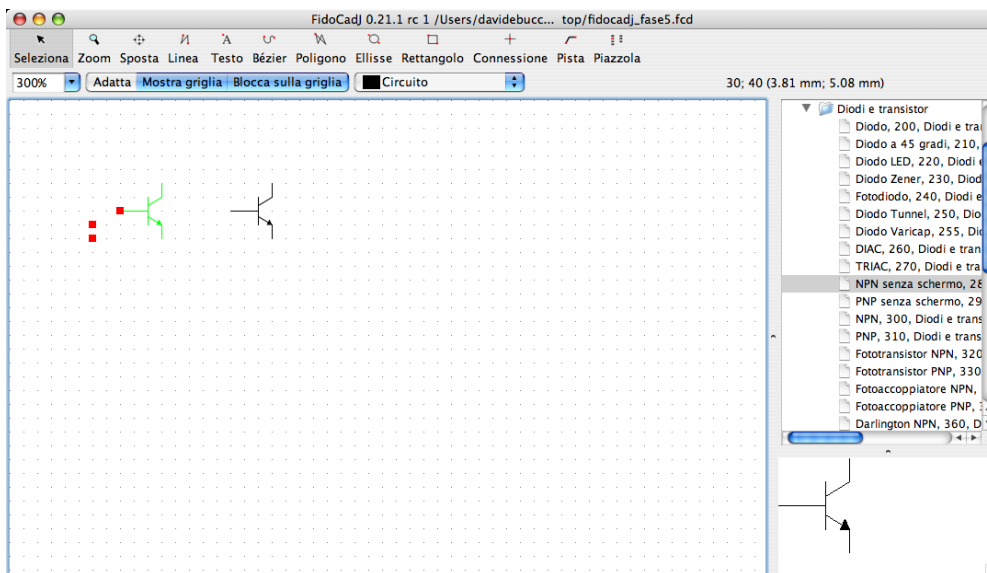 FidoCadJ 0.21.1 rc 1 /Users/davidebucc... top/fidocadj_fase5.fcd
Seleziona Zoom Sposta Linea Testo Bézier Poligono Ellisse Rettangolo Connessione Pista Piazzola
300% Adatta Mostra griglia Blocca sulla griglia Circuito 30; 40 (3.81 mm; 5.08 mm)
Diodi e transistor
Diodo, 200, Diodi e tra
Diodo a 45 gradi, 210,
Diodo LED, 220, Diodi e
Diodo Zener, 230, Diod
Fotodiodo, 240, Diodi e
Diodo Tunnel, 250, Dio
Diodo Varicap, 255, Dio
DIAC, 260, Diodi e tran
TRIAC, 270, Diodi e tra
NPN senza schermo, 28
PNP senza schermo, 29
NPN, 300, Diodi e trans
PNP, 310, Diodi e trans
Fototransistor NPN, 320
Fototransistor PNP, 330
Fotoaccoppiatore NPN,
Fotoaccoppiatore PNP, 3
Darlington NPN, 360, D